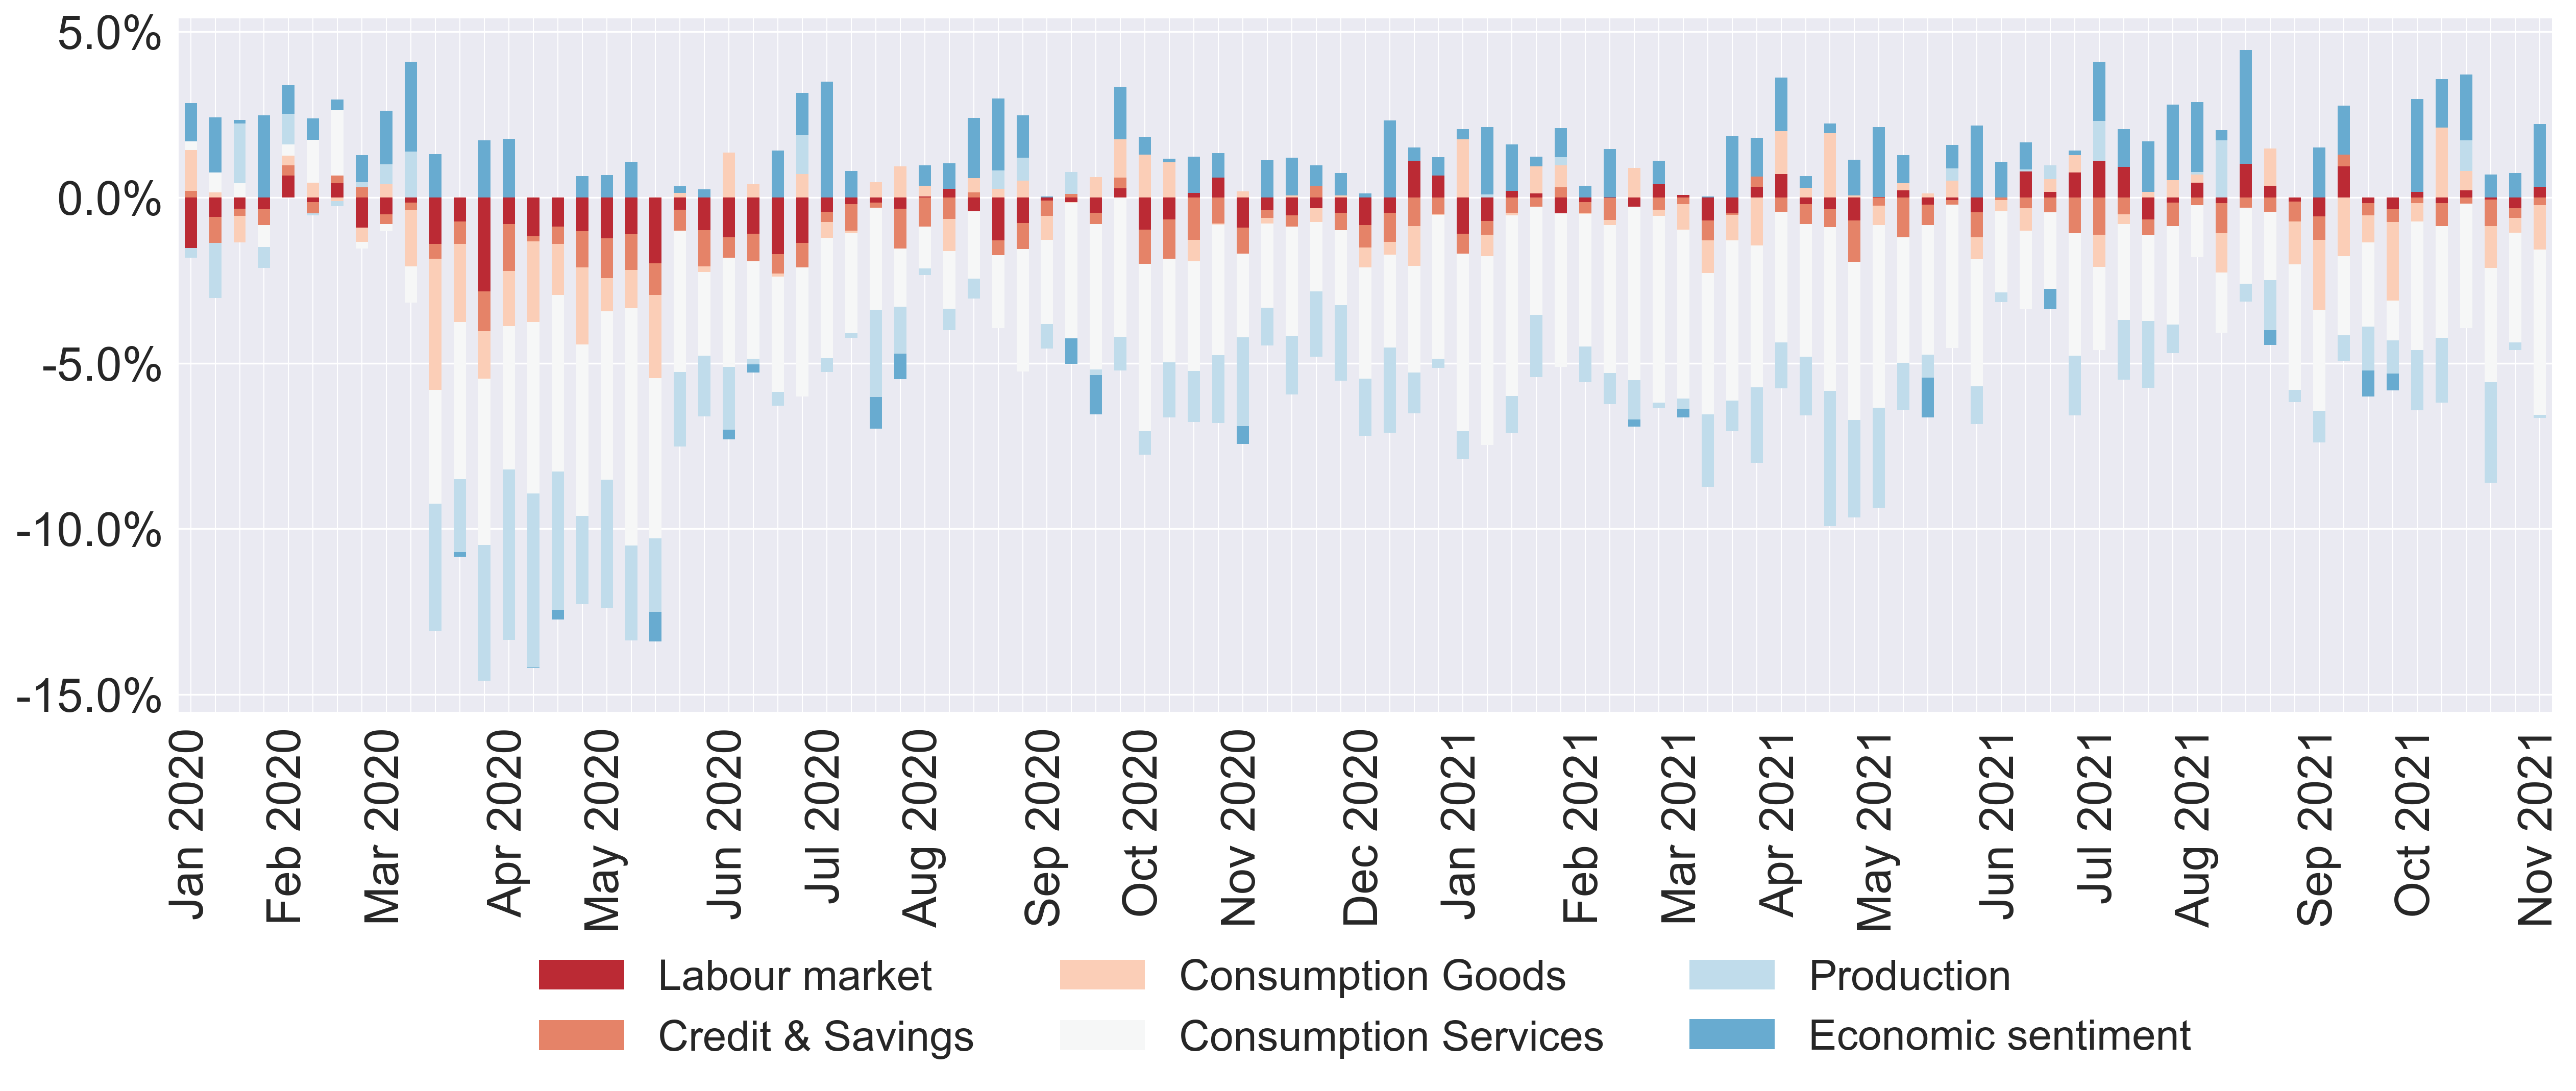 5.0%
0.0%
-5.0%
-10.0%
-15.0%
Jan 2020
Feb 2020
Mar 2020
Apr 2020
May 2020
Jun 2020
Jul 2020
Aug 2020
Sep 2020
Oct 2020
Nov 2020
Dec 2020
Jan 2021
Feb 2021
Mar 2021
Apr 2021
May 2021
Jun 2021
Jul 2021
Aug 2021
Sep 2021
Oct 2021
Nov 2021
Labour market
Consumption Goods
Production
Credit & Savings
Consumption Services
Economic sentiment